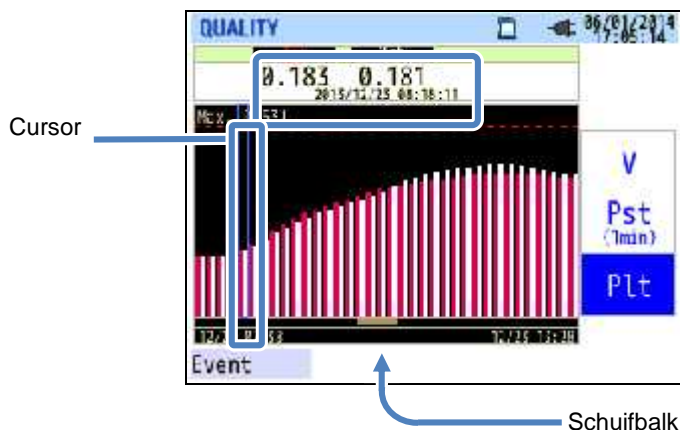 QUALITY
0.183 0.181
2015/12/25 08:18:11
Cursor
V
Pst
(1min)
Plt
Event
Schuifbalk